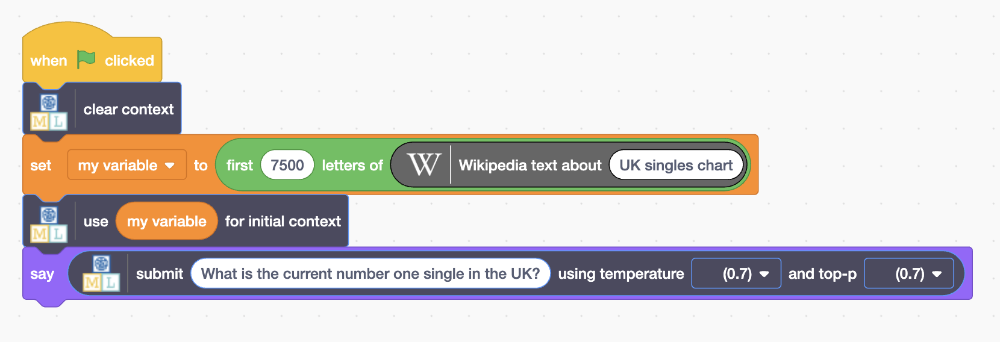 when clicked
M L clear context
set my variable to first 7500 letters of W Wikipedia text about UK singles chart
M L use my variable for initial context
say M L submit What is the current number one single in the UK? using temperature (0.7) and top-p (0.7)